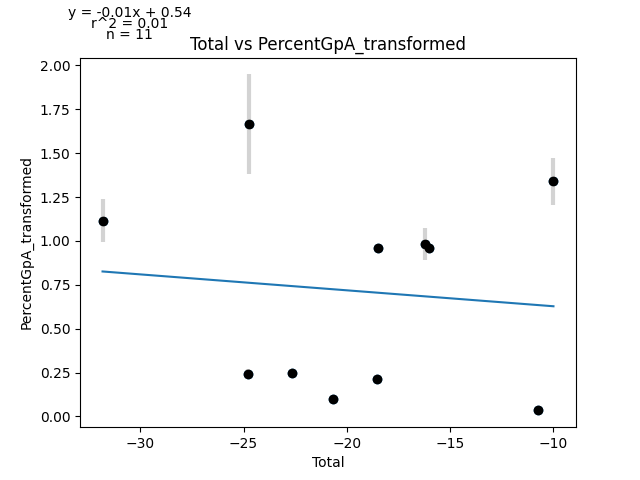 y = -0.01x + 0.54
r^2 = 0.01
n = 11
Total vs PercentGpA_transformed
2.00
1.75
1.50
1.25
1.00
0.75
0.50
0.25
0.00
PercentGpA_transformed
−30
−25
−20
−15
−10
Total